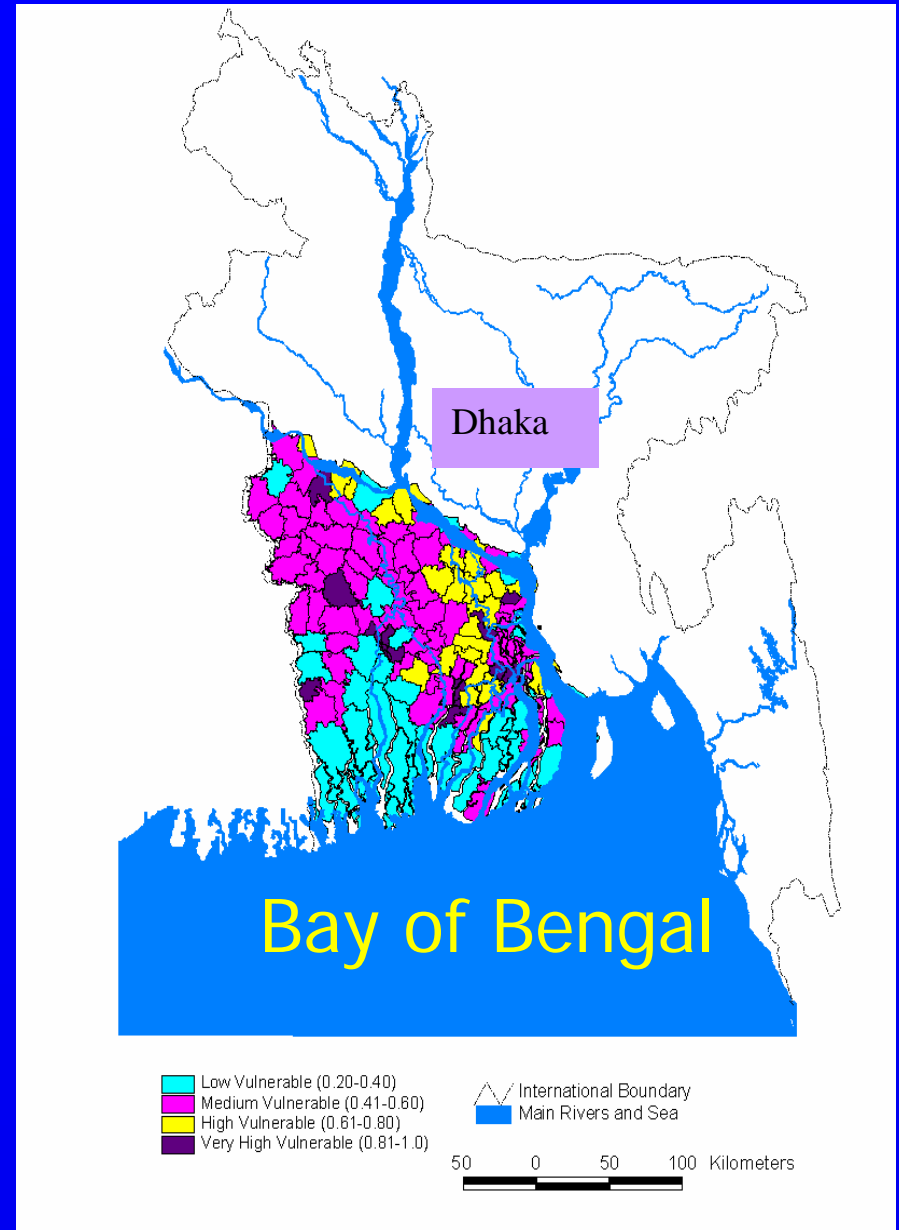 Dhaka
Bay of Bengal
Low Vulnerable (0.20-0.40)
Medium Vulnerable (0.41-0.60)
High Vulnerable (0.61-0.80)
Very High Vulnerable (0.81-1.0)
International Boundary
Main Rivers and Sea
50 0 50 100 Kilometers